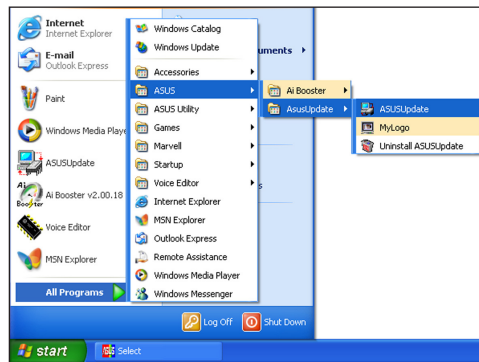 Internet
Internet Explorer
E-mail
Outlook Express
Paint
Windows Media Playe
ASUSUpdate
Ai Booster v2.00.18
Voice Editor
MSN Explorer
All Programs
Windows Catalog
Windows Update
Accessories
ASUS
ASUS Utility
Games
Marvell
Startup
Voice Editor
Internet Explorer
MSN Explorer
Outlook Express
Remote Assistance
Windows Media Player
Windows Messenger
uments
s
Ai Booster
AsusUpdate
ASUSUpdate
MyLogo
Uninstall ASUSUpdate
Log Off
Shut Down
start
Select